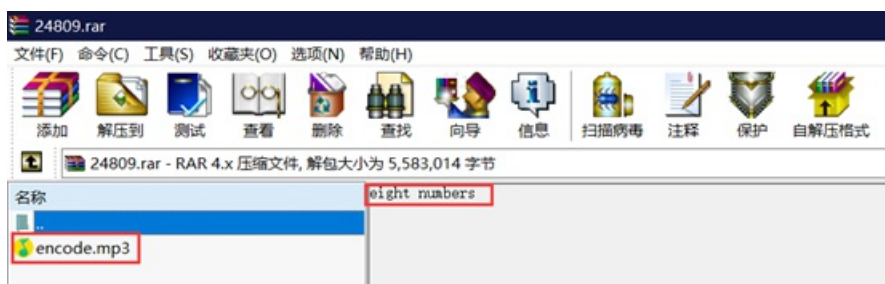 24809.rar
文件(F) 命令(C) 工具(S) 收藏夹(O) 选项(N) 帮助(H)
添加 解压到 测试 查看 删除 查找 向导 信息 扫描病毒 注释 保护 自解压格式
24809.rar - RAR 4.x 压缩文件, 解包大小为 5,583,014 字节
名称
eight numbers
..
encode.mp3